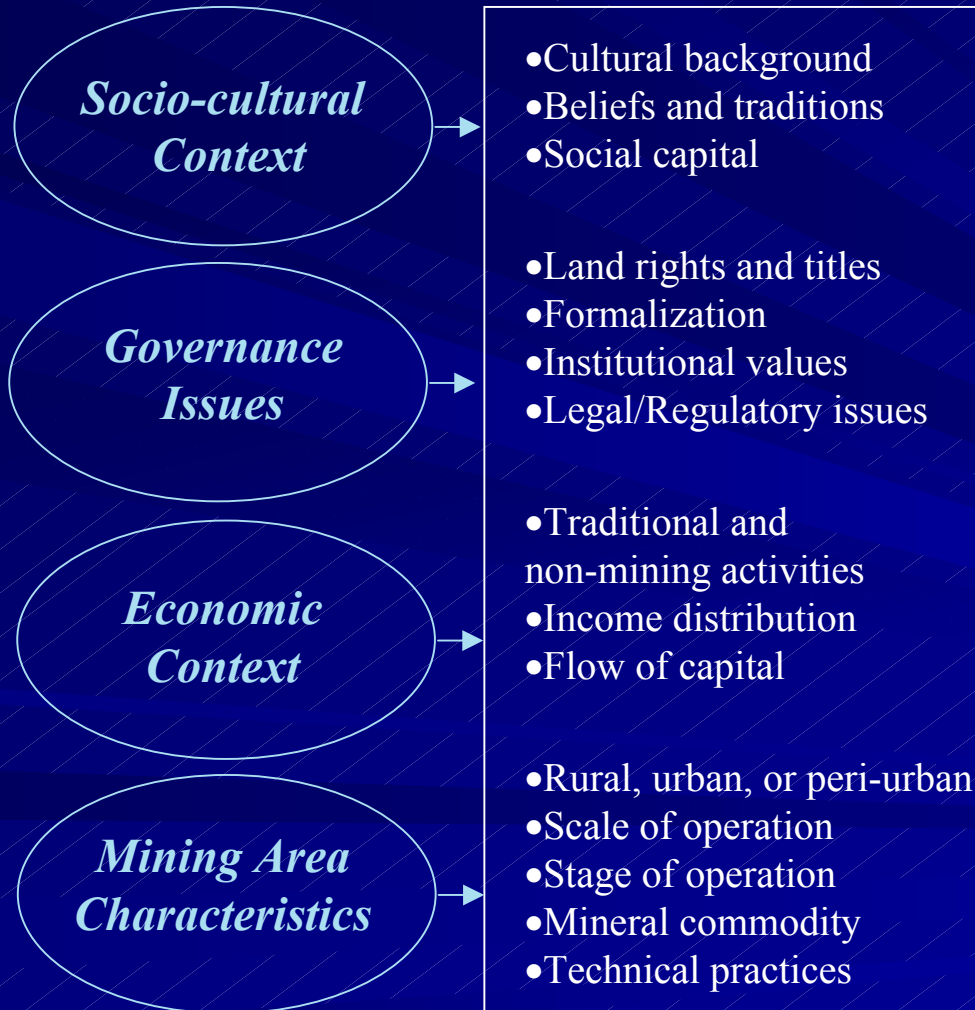 Socio-cultural
Context
•Cultural background
•Beliefs and traditions
•Social capital
Governance
Issues
•Land rights and titles
•Formalization
•Institutional values
•Legal/Regulatory issues
Economic
Context
•Traditional and
non-mining activities
•Income distribution
•Flow of capital
Mining Area
Characteristics
•Rural, urban, or peri-urban
•Scale of operation
•Stage of operation
•Mineral commodity
•Technical practices